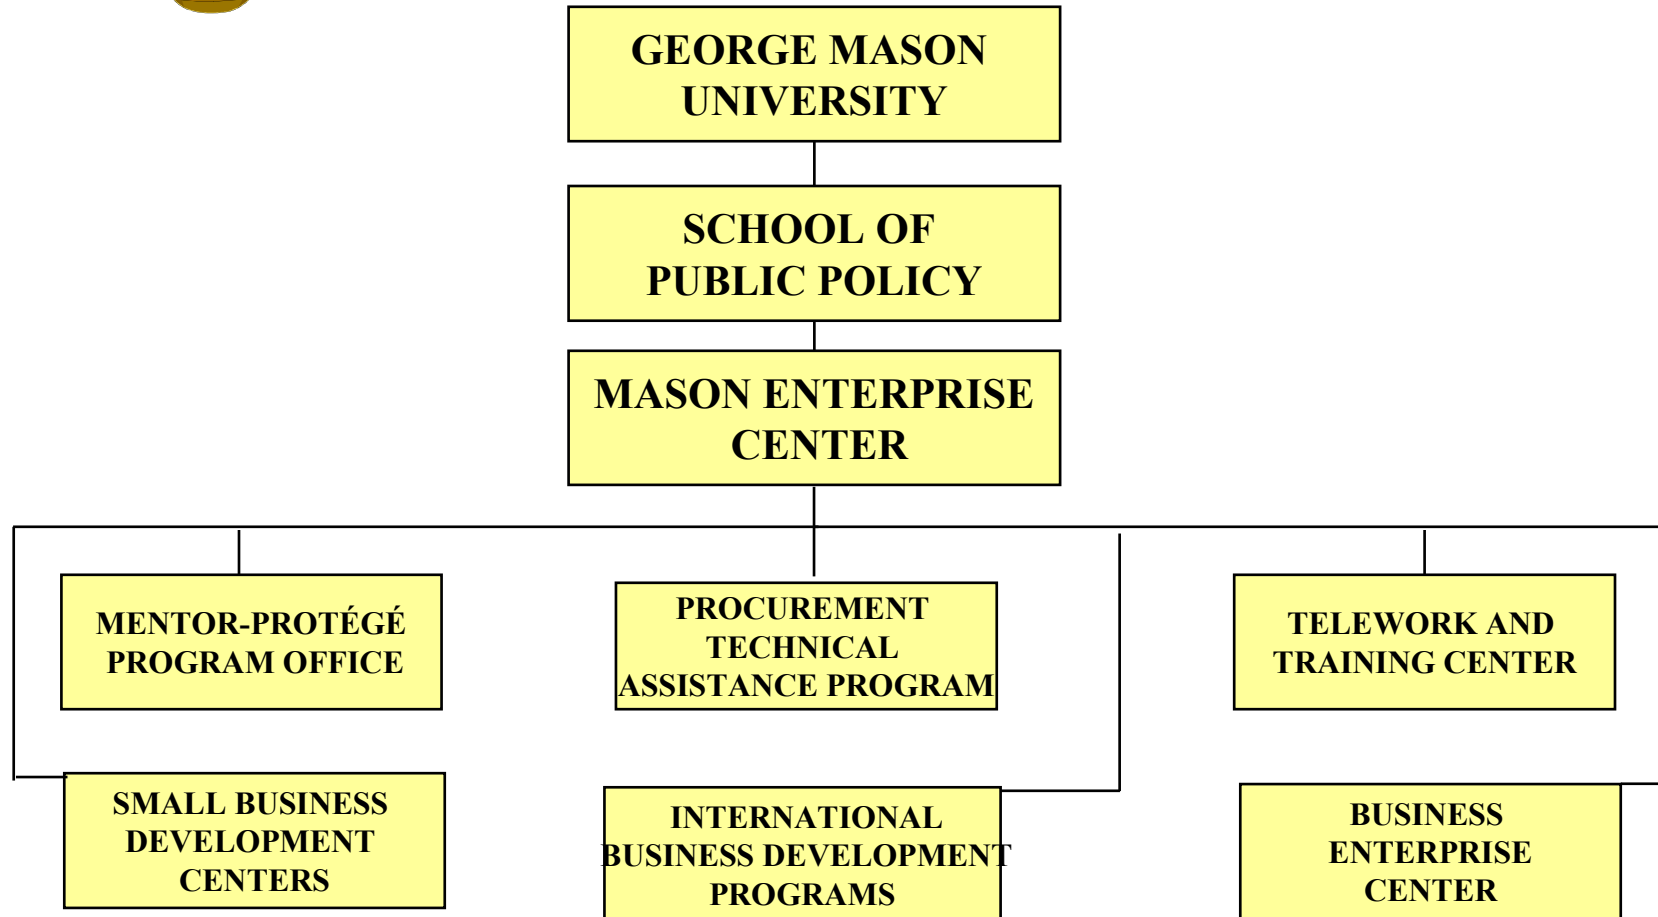 GEORGE MASON
UNIVERSITY
SCHOOL OF
PUBLIC POLICY
MASON ENTERPRISE
CENTER
MENTOR-PROTÉGÉ
PROGRAM OFFICE
PROCUREMENT
TECHNICAL
ASSISTANCE PROGRAM
TELEWORK AND
TRAINING CENTER
SMALL BUSINESS
DEVELOPMENT
CENTERS
INTERNATIONAL
BUSINESS DEVELOPMENT
PROGRAMS
BUSINESS
ENTERPRISE
CENTER